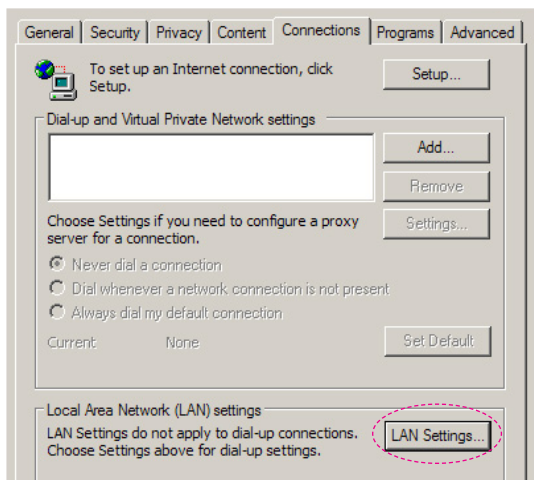 General Security Privacy Content Connections Programs Advanced
To set up an Internet connection, click
Setup.
Setup...
Dial-up and Virtual Private Network settings
Add...
Remove
Choose Settings if you need to configure a proxy
server for a connection.
Settings...
Never dial a connection
Dial whenever a network connection is not present
Always dial my default connection
Current None
Set Default
Local Area Network (LAN) settings
LAN Settings do not apply to dial-up connections.
Choose Settings above for dial-up settings.
LAN Settings...